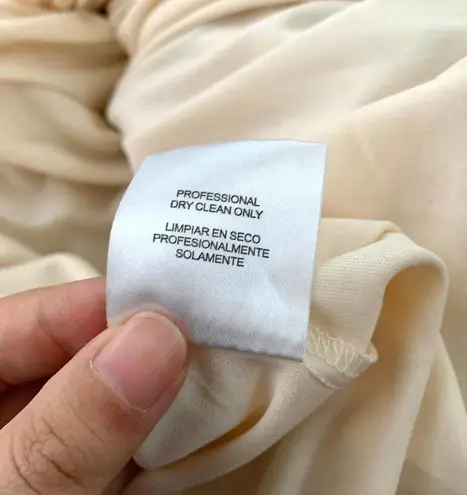 PROFESSIONAL
DRY CLEAN ONLY
LIMPIAR EN SECO
PROFESIONALMENTE
SOLAMENTE